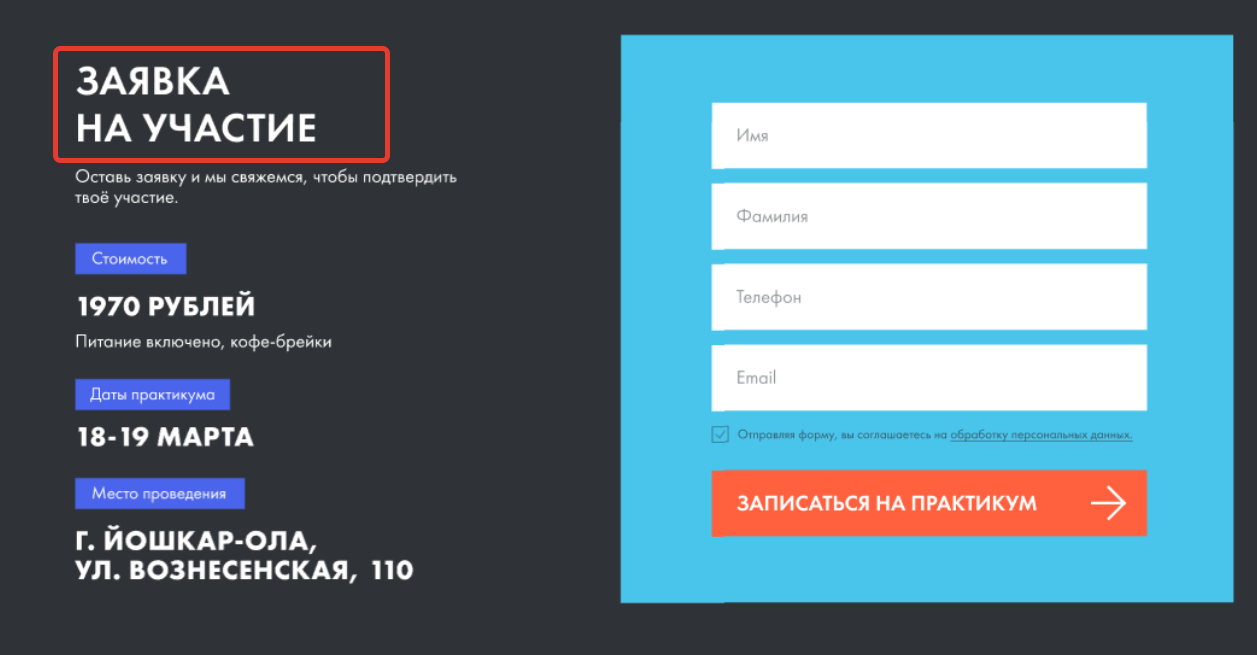 ЗАЯВКА
НА УЧАСТИЕ
Оставь заявку и мы свяжемся, чтобы подтвердить
твоё участие.
Стоимость
1970 РУБЛЕЙ
Питание включено, кофе-брейки
Даты практикума
18-19 МАРТА
Место проведения
Г. ЙОШКАР-ОЛА,
УЛ. ВОЗНЕСЕНСКАЯ, 110
Имя
Фамилия
Телефон
Email
Отправляя форму, вы соглашаетесь на обработку персональных данных.
ЗАПИСАТЬСЯ НА ПРАКТИКУМ